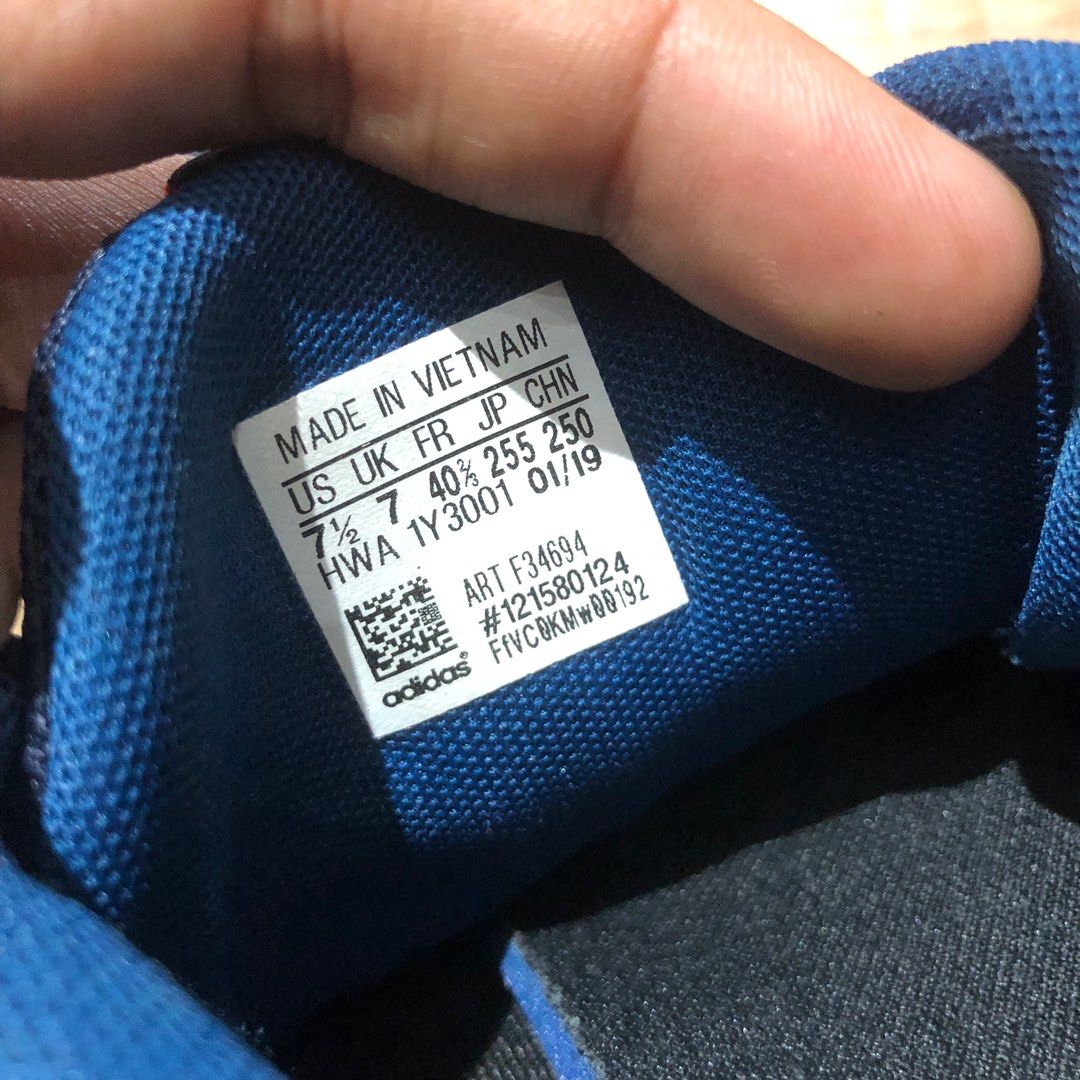 MADE IN VIETNAM
US UK FR JP CHN
7½ 7 40⅔ 255 250
HWA 1Y3001 01/19
ART F34694
#121580124
FfVC0KMw00192
adidas®